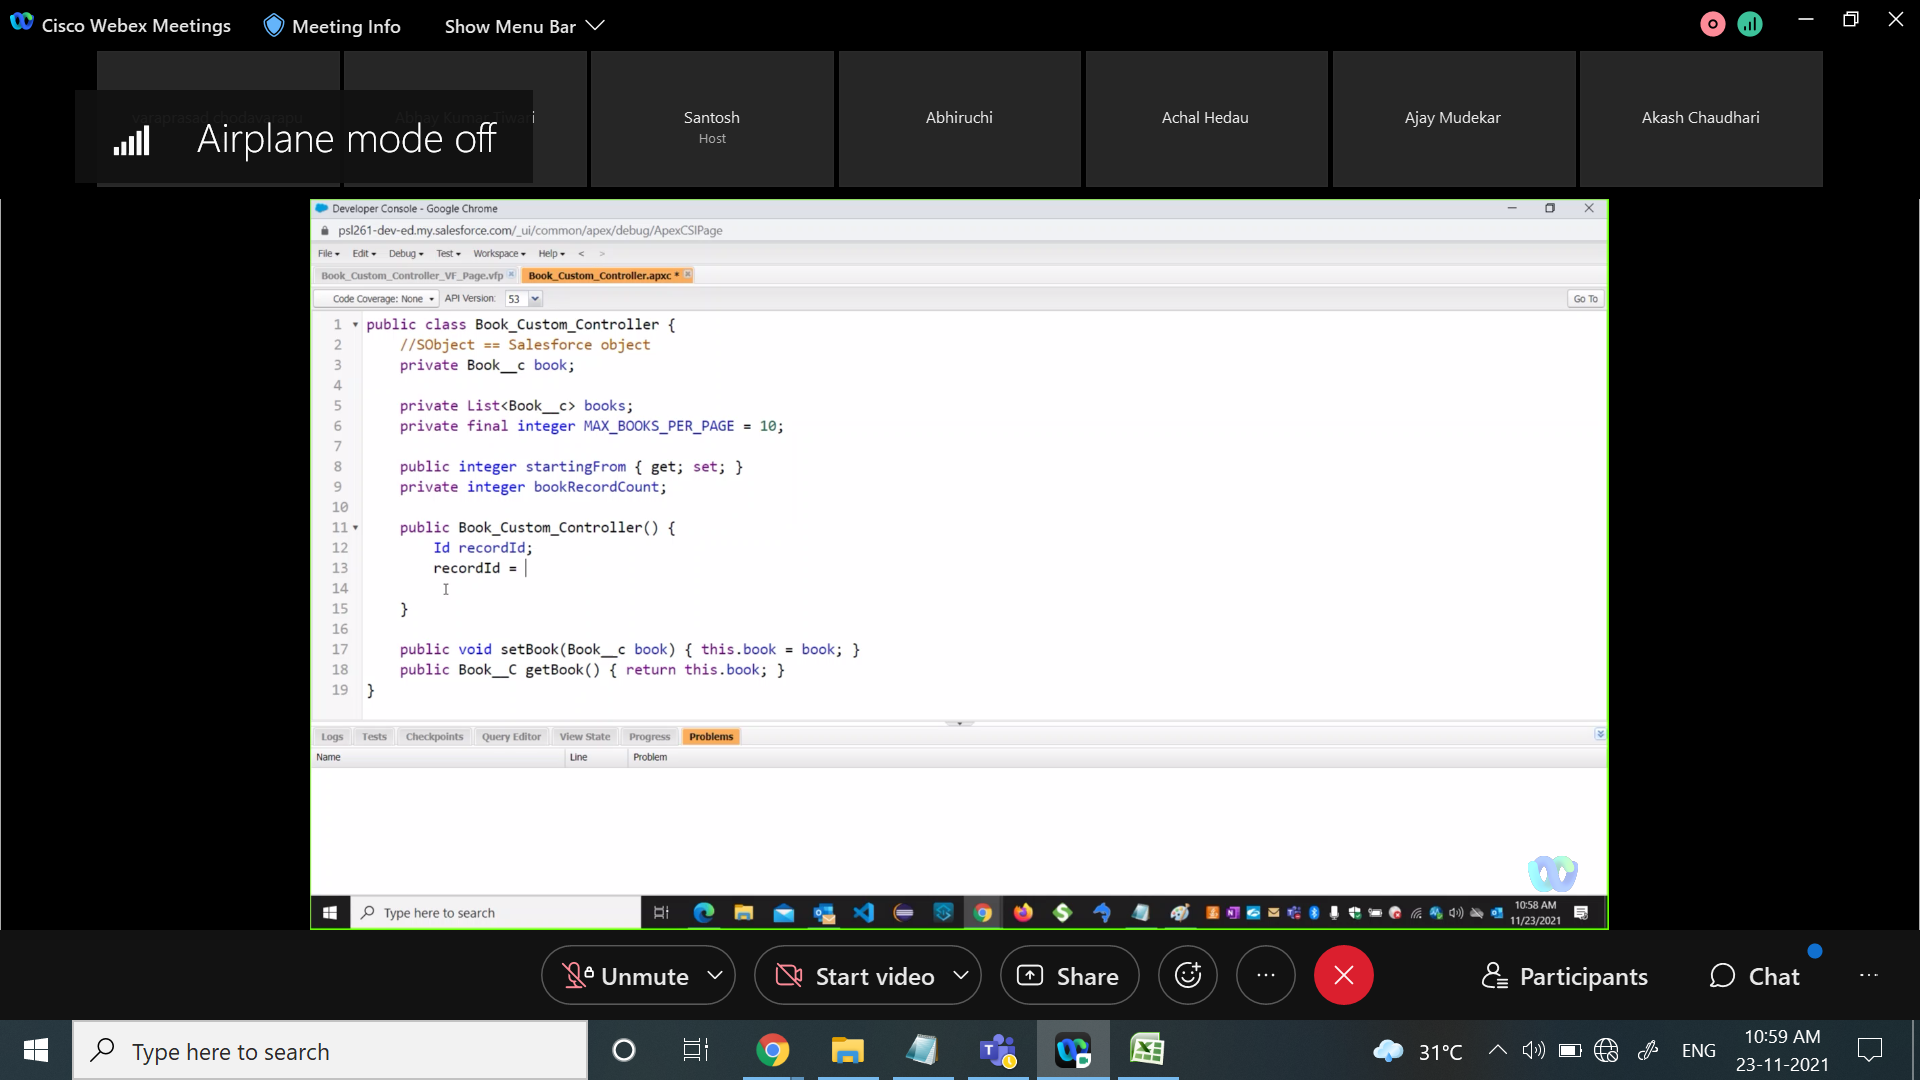 Cisco Webex Meetings
Meeting Info
Show Menu Bar
varaprasad chodavarapu
Abhay Kumar Tiwari
Airplane mode off
Santosh
Host
Abhiruchi
Achal Hedau
Ajay Mudekar
Akash Chaudhari
Developer Console - Google Chrome
psl261-dev-ed.my.salesforce.com/_ui/common/apex/debug/ApexCSIPage
File Edit Debug Test Workspace Help < >
Book_Custom_Controller_VF_Page.vfp Book_Custom_Controller.apxc *
Code Coverage: None API Version: 53 Go To
1 public class Book_Custom_Controller {
2 //SObject == Salesforce object
3 private Book__c book;
4
5 private List<Book__c> books;
6 private final integer MAX_BOOKS_PER_PAGE = 10;
7
8 public integer startingFrom { get; set; }
9 private integer bookRecordCount;
10
11 public Book_Custom_Controller() {
12 Id recordId;
13 recordId =
14
15 }
16
17 public void setBook(Book__c book) { this.book = book; }
18 public Book__C getBook() { return this.book; }
19 }
Logs Tests Checkpoints Query Editor View State Progress Problems
Name Line Problem
Type here to search
10:58 AM
11/23/2021
Unmute
Start video
Share
Participants
Chat
Type here to search
31°C
ENG
10:59 AM
23-11-2021